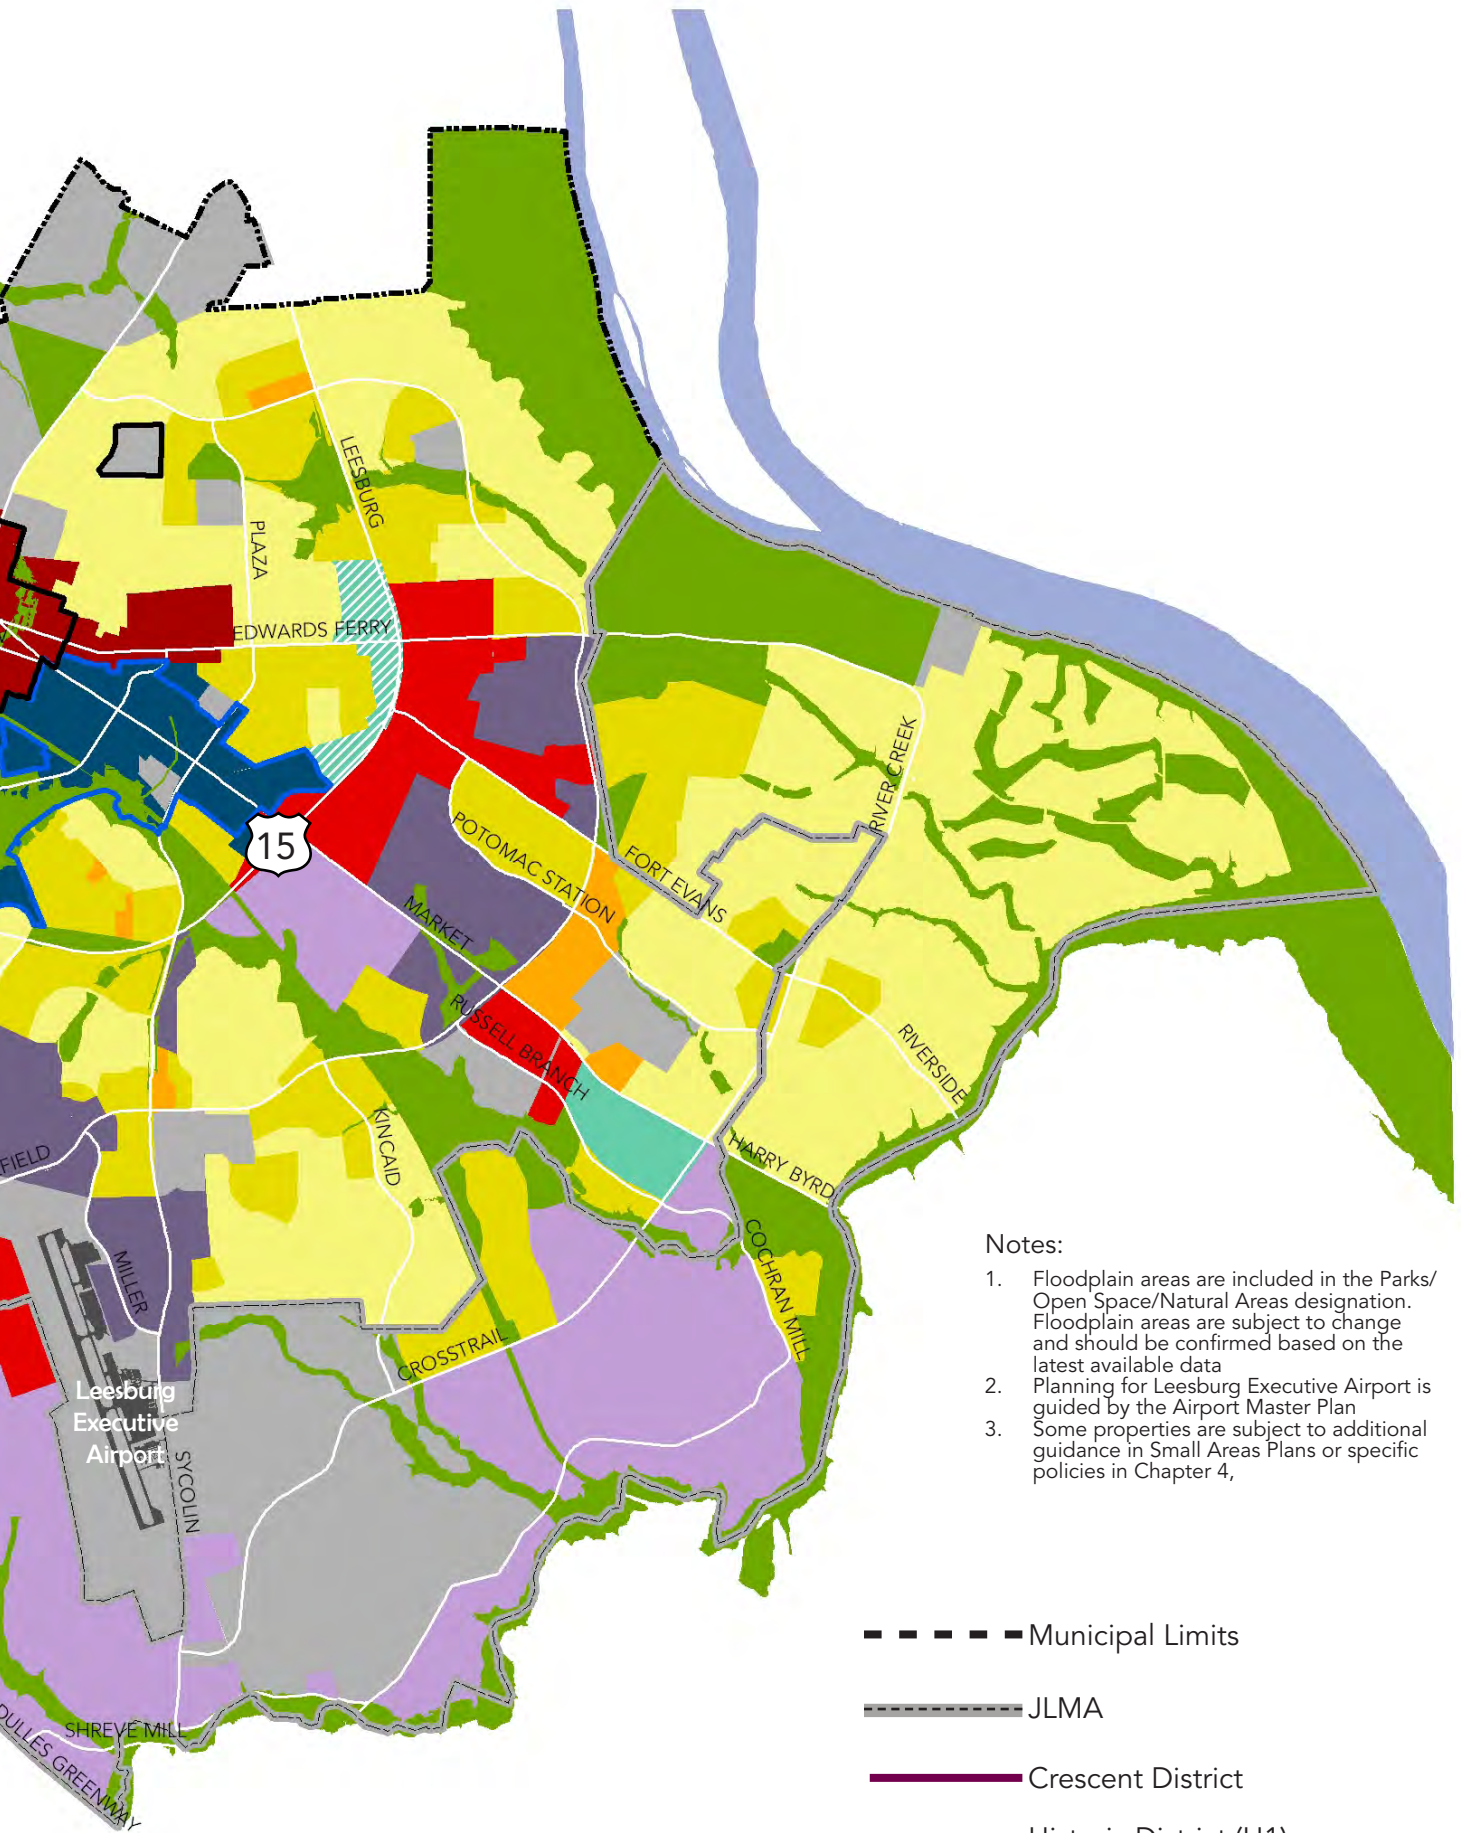 LEESBURG
PLAZA
EDWARDS FERRY
RIVER CREEK
15
POTOMAC STATION
FORT EVANS
MARKET
RUSSELL BRANCH
RIVERSIDE
KINCAID
HARRY BYRD
FIELD
MILLER
COCHRAN MILL
CROSSTRAIL
Leesburg
Executive
Airport
SYCOLIN
SHREVE MILL
DULLES GREENWAY
Notes:
1. Floodplain areas are included in the Parks/
Open Space/Natural Areas designation.
Floodplain areas are subject to change
and should be confirmed based on the
latest available data
2. Planning for Leesburg Executive Airport is
guided by the Airport Master Plan
3. Some properties are subject to additional
guidance in Small Areas Plans or specific
policies in Chapter 4,
Municipal Limits
JLMA
Crescent District
Historic District (H1)